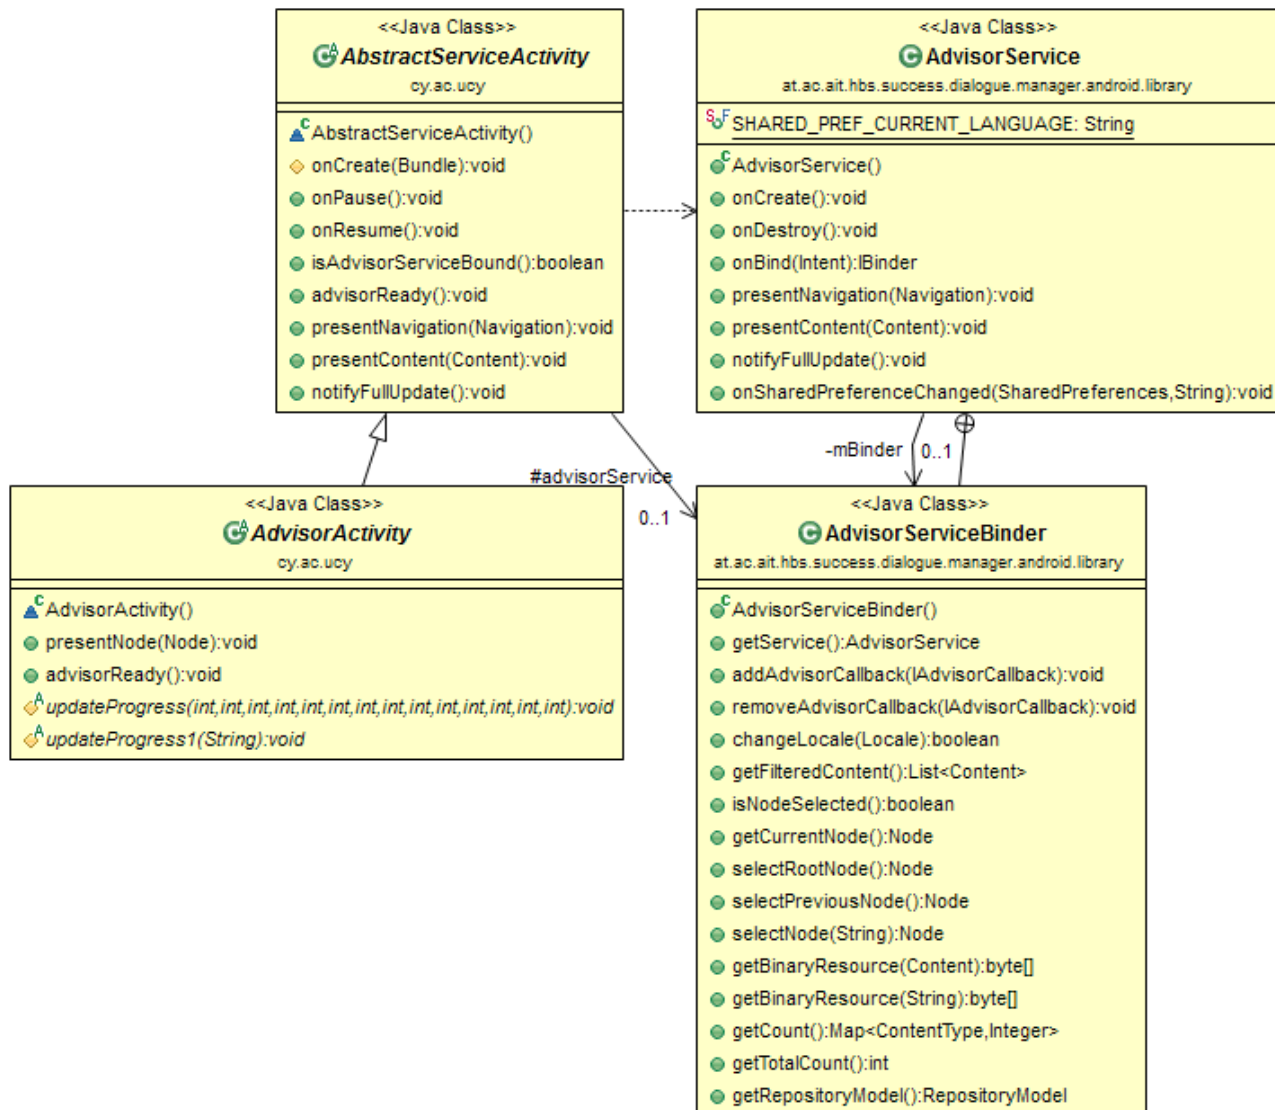 <<Java Class>>
AbstractServiceActivity
cy.ac.ucy
AbstractServiceActivity()
onCreate(Bundle):void
onPause():void
onResume():void
isAdvisorServiceBound():boolean
advisorReady():void
presentNavigation(Navigation):void
presentContent(Content):void
notifyFullUpdate():void
<<Java Class>>
AdvisorService
at.ac.ait.hbs.success.dialogue.manager.android.library
SHARED_PREF_CURRENT_LANGUAGE: String
AdvisorService()
onCreate():void
onDestroy():void
onBind(Intent):IBinder
presentNavigation(Navigation):void
presentContent(Content):void
notifyFullUpdate():void
onSharedPreferenceChanged(SharedPreferences,String):void
-mBinder
0..1
#advisorService
0..1
<<Java Class>>
AdvisorActivity
cy.ac.ucy
AdvisorActivity()
presentNode(Node):void
advisorReady():void
updateProgress(int,int,int,int,int,int,int,int,int,int,int,int,int,int):void
updateProgress1(String):void
<<Java Class>>
AdvisorServiceBinder
at.ac.ait.hbs.success.dialogue.manager.android.library
AdvisorServiceBinder()
getService():AdvisorService
addAdvisorCallback(IAdvisorCallback):void
removeAdvisorCallback(IAdvisorCallback):void
changeLocale(Locale):boolean
getFilteredContent():List<Content>
isNodeSelected():boolean
getCurrentNode():Node
selectRootNode():Node
selectPreviousNode():Node
selectNode(String):Node
getBinaryResource(Content):byte[]
getBinaryResource(String):byte[]
getCount():Map<ContentType,Integer>
getTotalCount():int
getRepositoryModel():RepositoryModel